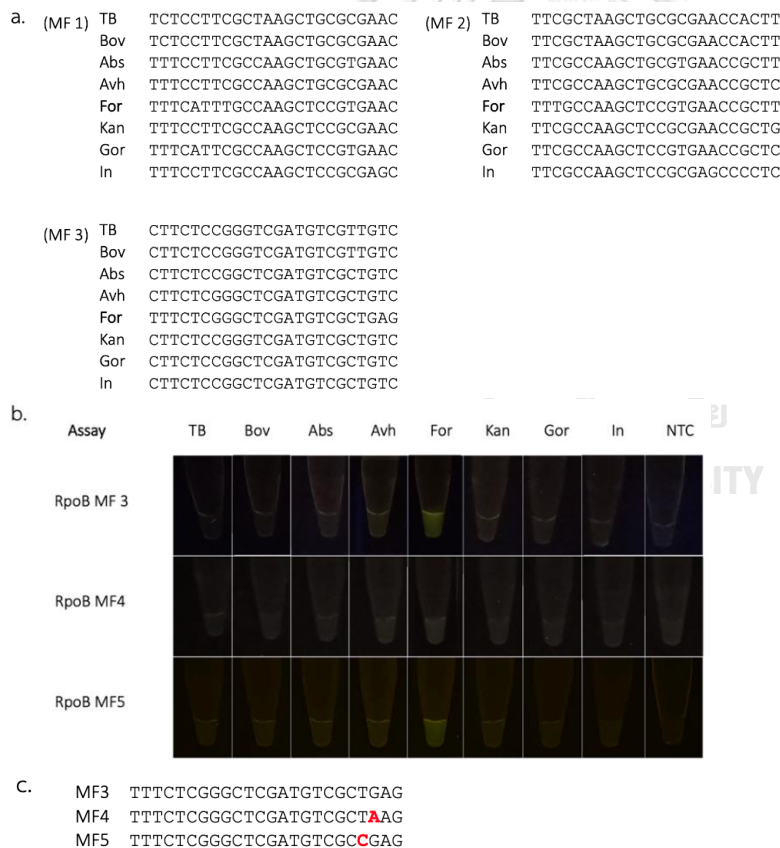 a.
(MF 1) TB TCTCCTTCGCTAAGCTGCGCGAAC
Bov TCTCCTTCGCTAAGCTGCGCGAAC
Abs TTTCCTTCGCCAAGCTGCGTGAAC
Avh TTTCCTTCGCCAAGCTCCGCGAAC
For TTTCATTTGCCAAGCTCCGTGAAC
Kan TTTCCTTCGCCAAGCTCCGCGAAC
Gor TTTCATTCGCCAAGCTCCGTGAAC
In TTTCCTTCGCCAAGCTCCGCGAGC
(MF 2) TB TTCGCTAAGCTGCGCGAACCACTT
Bov TTCGCTAAGCTGCGCGAACCACTT
Abs TTCGCCAAGCTGCGTGAACCGCTT
Avh TTCGCCAAGCTCCGCGAACCGCTC
For TTTGCCAAGCTCCGTGAACCGCTT
Kan TTCGCCAAGCTCCGCGAACCGCTG
Gor TTCGCCAAGCTCCGTGAACCGCTC
In TTCGCCAAGCTCCGCGAGCCCCTC
(MF 3) TB CTTCTCCGGGTCGATGTCGTTGTC
Bov CTTCTCCGGGTCGATGTCGTTGTC
Abs CTTCTCCGGCTCGATGTCGCTGTC
Avh CTTCTCGGGCTCGATGTCGCTGTC
For TTTCTCGGGCTCGATGTCGCTGAG
Kan CTTCTCCGGGTCGATGTCGCTGTC
Gor CTTCTCCGGCTCGATGTCGCTGTC
In CTTCTCCGGCTCGATGTCGCTGTC
b.
Assay TB Bov Abs Avh For Kan Gor In NTC
RpoB MF 3
RpoB MF4
RpoB MF5
ITY
c.
MF3 TTTCTCGGGCTCGATGTCGCTGAG
MF4 TTTCTCGGGCTCGATGTCGCTAAG
MF5 TTTCTCGGGCTCGATGTCGCCGAG